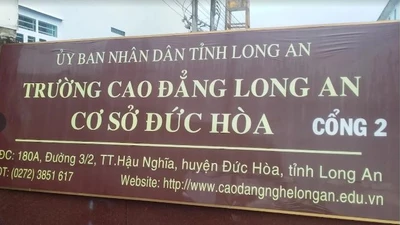 ỦY BAN NHÂN DÂN TỈNH LONG AN
TRƯỜNG CAO ĐẲNG LONG AN
CƠ SỞ ĐỨC HÒA CỔNG 2
ĐC: 180A, Đường 3/2, TT.Hậu Nghĩa, huyện Đức Hòa, tỉnh Long An
ĐT: (0272) 3851 617 Website: http://www.caodangnghelongan.edu.vn